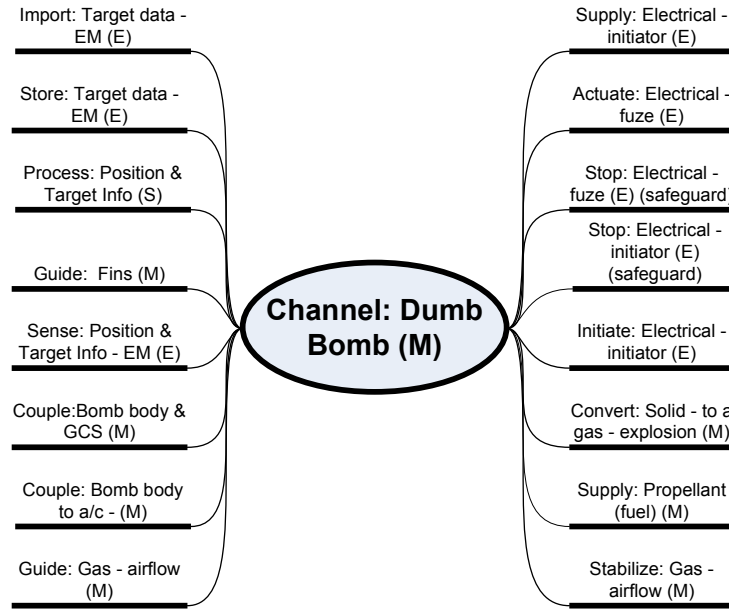 Import: Target data -
EM (E)
Store: Target data -
EM (E)
Process: Position &
Target Info (S)
Guide:  Fins (M)
Sense: Position &
Target Info - EM (E)
Couple:Bomb body &
GCS (M)
Couple: Bomb body
to a/c - (M)
Guide: Gas - airflow
(M)
Channel: Dumb
Bomb (M)
Supply: Electrical -
initiator (E)
Actuate: Electrical -
fuze (E)
Stop: Electrical -
fuze (E) (safeguard)
Stop: Electrical -
initiator (E)
(safeguard)
Initiate: Electrical -
initiator (E)
Convert: Solid - to a
gas - explosion (M)
Supply: Propellant
(fuel) (M)
Stabilize: Gas -
airflow (M)